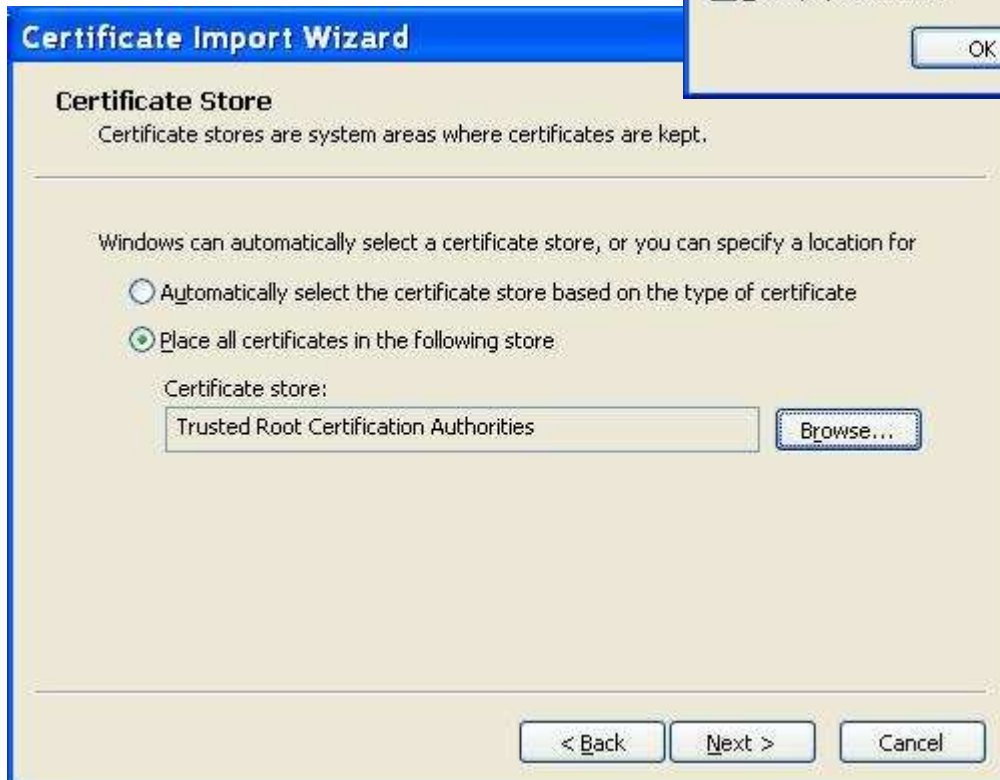 Certificate Import Wizard
OK
Certificate Store
Certificate stores are system areas where certificates are kept.
Windows can automatically select a certificate store, or you can specify a location for
Automatically select the certificate store based on the type of certificate
Place all certificates in the following store
Certificate store:
Trusted Root Certification Authorities
Browse...
< Back
Next >
Cancel